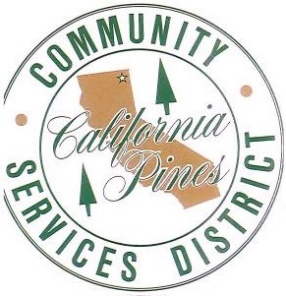 COMMUNITY
California
Pines
SERVICES DISTRICT